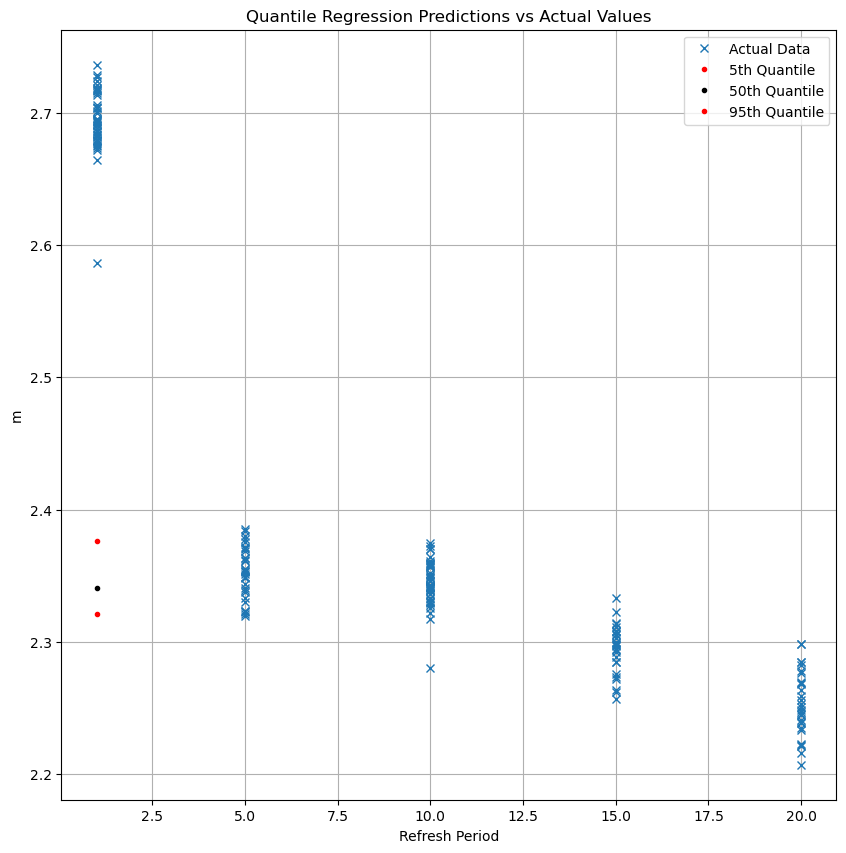 Quantile Regression Predictions vs Actual Values
Actual Data
5th Quantile
50th Quantile
95th Quantile
2.7
2.6
2.5
2.4
2.3
2.2
m
2.5
5.0
7.5
10.0
12.5
15.0
17.5
20.0
Refresh Period